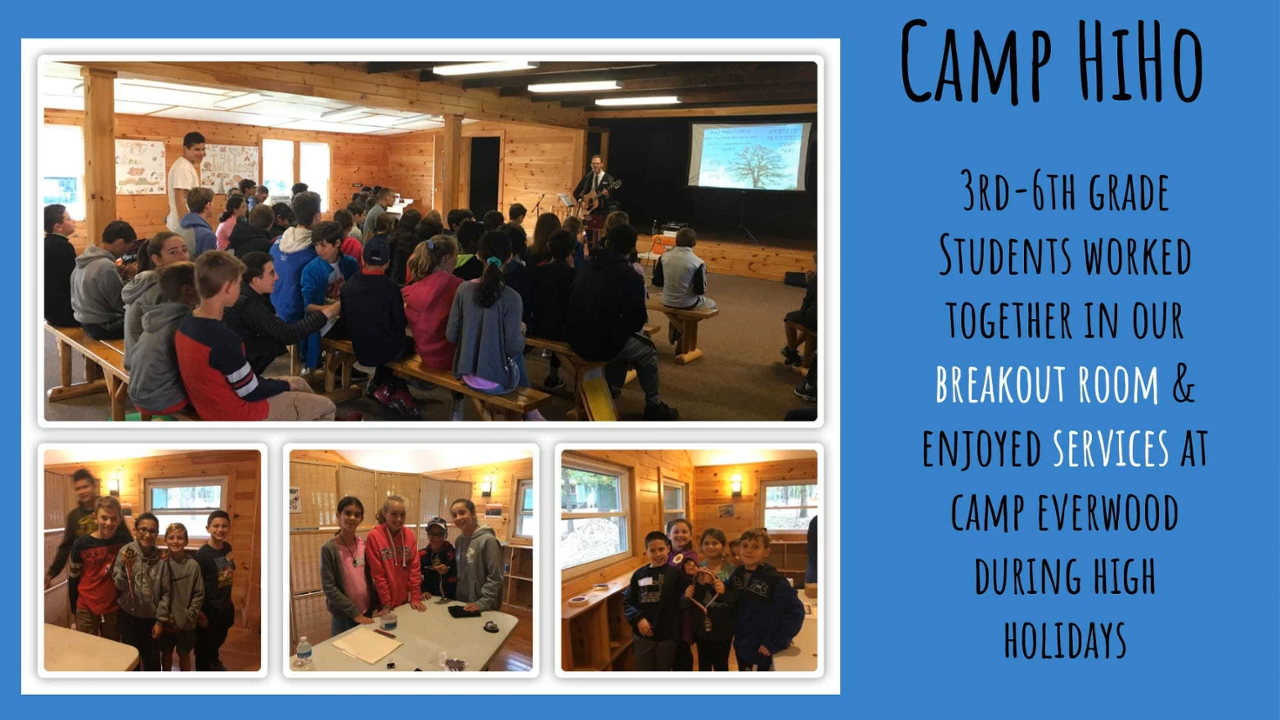 Camp HiHo
3rd-6th grade
Students worked
together in our
breakout room &
enjoyed services at
camp everwood
during high
holidays